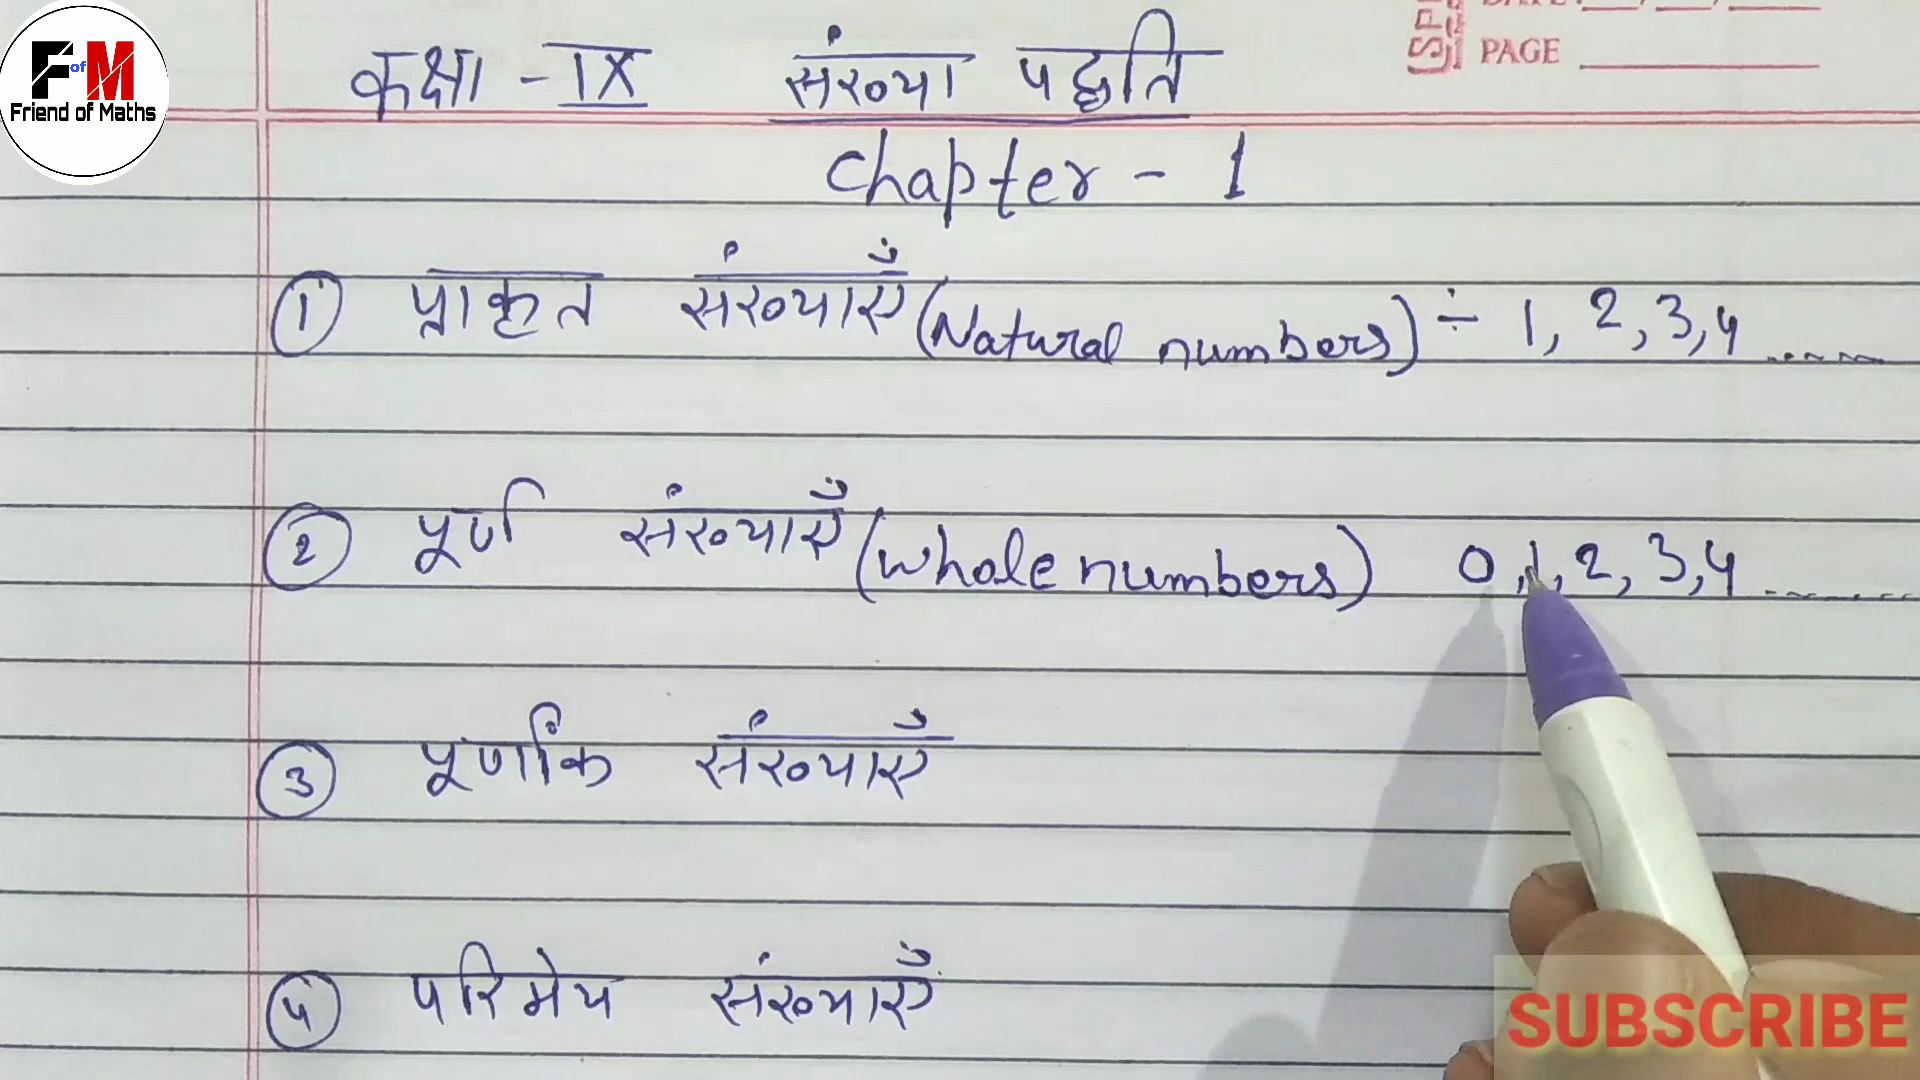 F of M
Friend of Maths
PAGE
कक्षा - IX संख्या पद्धति
Chapter - 1
① प्राकृत संख्याएँ (Natural numbers) ÷ 1, 2, 3, 4 ........
② पूर्ण संख्याएँ (Whole numbers) 0, 1, 2, 3, 4 ........
③ पूर्णांक संख्याएँ
④ परिमेय संख्याएँ
SUBSCRIBE